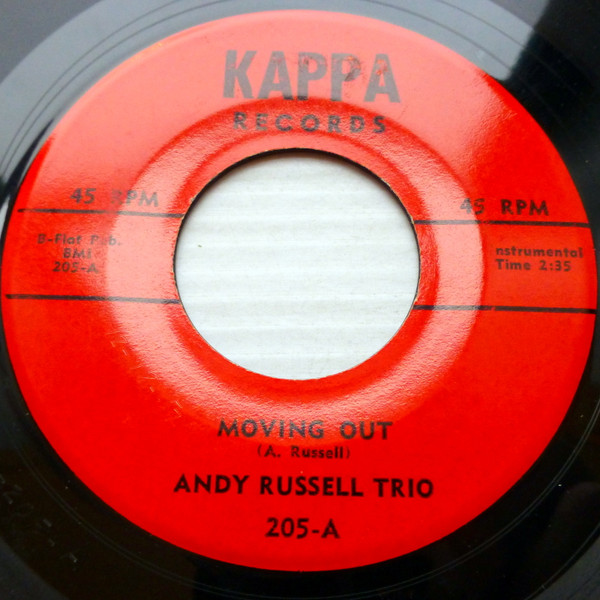 KAPPA
RECORDS
45 RPM
45 RPM
B-Flat Pub.
BMI
205-A
nstrumental
Time 2:35
MOVING OUT
(A. Russell)
ANDY RUSSELL TRIO
205-A